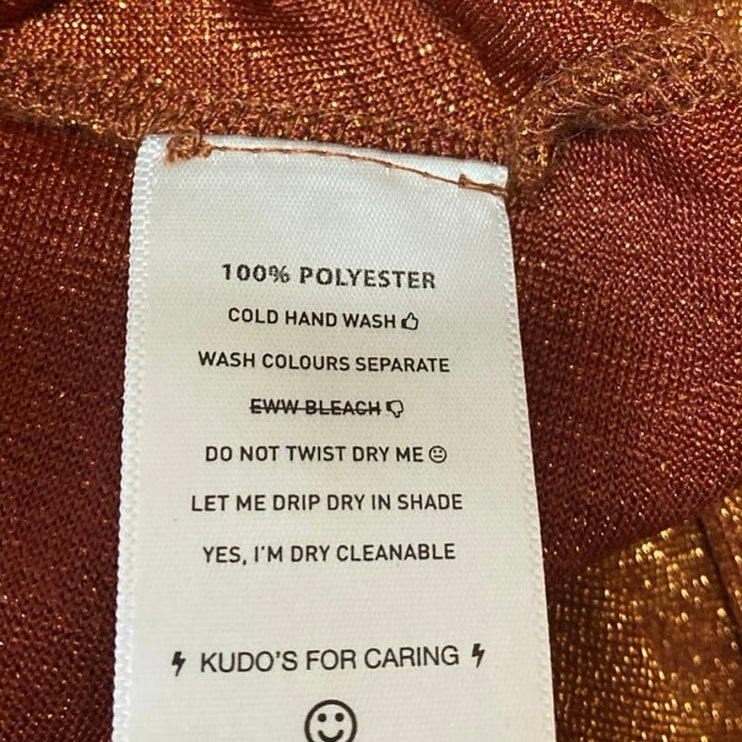 100% POLYESTER
COLD HAND WASH 👍
WASH COLOURS SEPARATE
EWW BLEACH 👎
DO NOT TWIST DRY ME 😐
LET ME DRIP DRY IN SHADE
YES, I'M DRY CLEANABLE
⚡ KUDO'S FOR CARING ⚡
☺